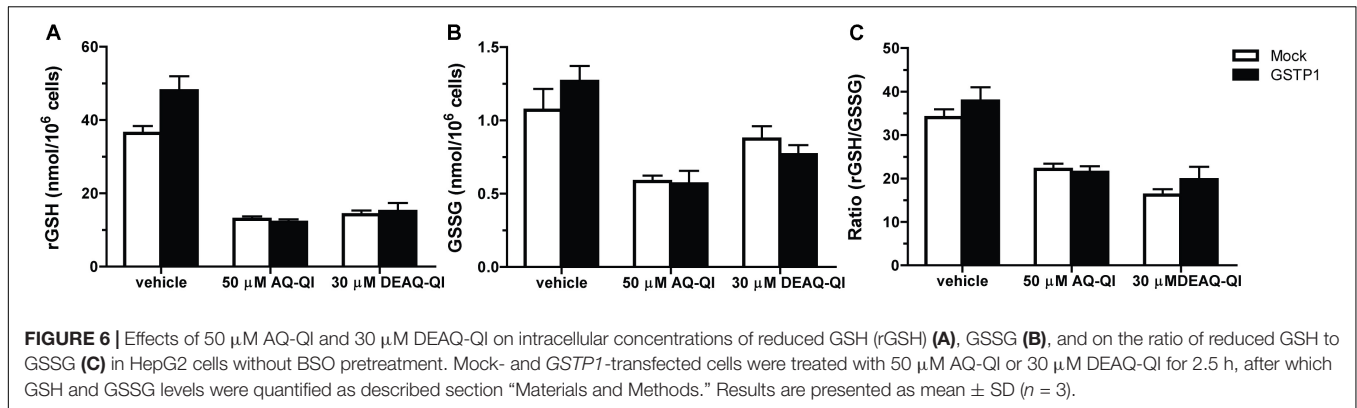 A
rGSH (nmol/10⁶ cells)
60
40
20
0
vehicle
50 μM AQ-QI
30 μM DEAQ-QI
B
GSSG (nmol/10⁶ cells)
1.5
1.0
0.5
0.0
vehicle
50 μM AQ-QI
30 μM DEAQ-QI
C
Ratio (rGSH/GSSG)
50
40
30
20
10
0
vehicle
50 μM AQ-QI
30 μMDEAQ-QI
Mock
GSTP1
FIGURE 6 | Effects of 50 μM AQ-QI and 30 μM DEAQ-QI on intracellular concentrations of reduced GSH (rGSH) (A), GSSG (B), and on the ratio of reduced GSH to
GSSG (C) in HepG2 cells without BSO pretreatment. Mock- and GSTP1-transfected cells were treated with 50 μM AQ-QI or 30 μM DEAQ-QI for 2.5 h, after which
GSH and GSSG levels were quantified as described section “Materials and Methods.” Results are presented as mean ± SD (n = 3).